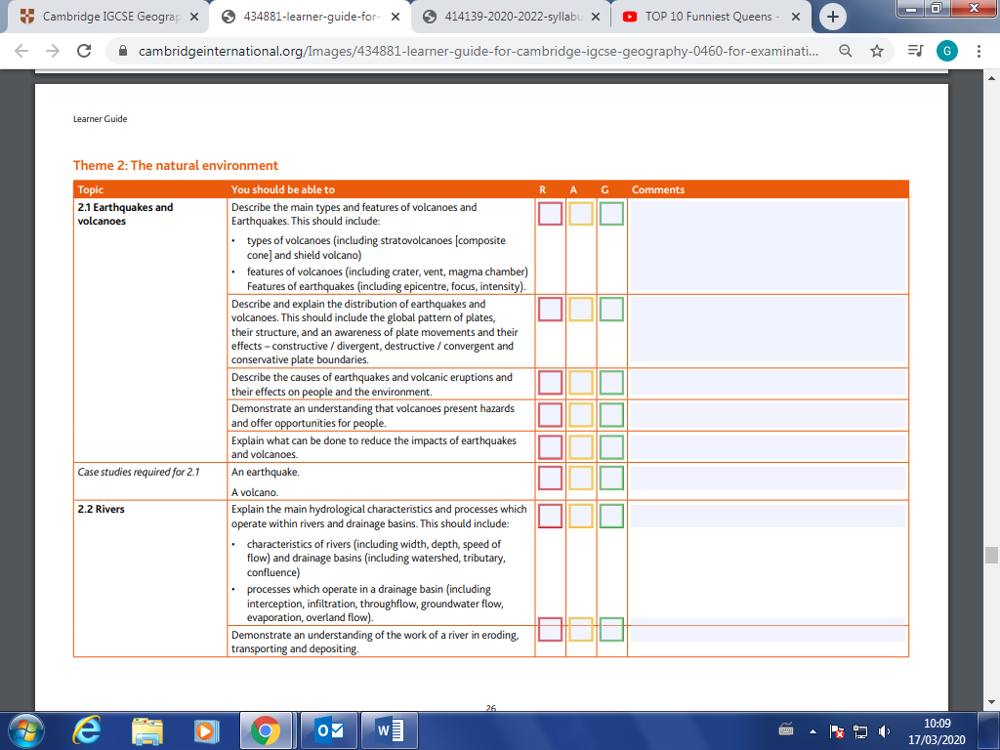 Cambridge IGCSE Geograp
434881-learner-guide-for-
414139-2020-2022-syllabu
TOP 10 Funniest Queens -
cambridgeinternational.org/Images/434881-learner-guide-for-cambridge-igcse-geography-0460-for-examinati...
G
Learner Guide
Theme 2: The natural environment
Topic You should be able to R A G Comments
2.1 Earthquakes and
volcanoes
Describe the main types and features of volcanoes and
Earthquakes. This should include:
• types of volcanoes (including stratovolcanoes [composite
cone] and shield volcano)
• features of volcanoes (including crater, vent, magma chamber)
Features of earthquakes (including epicentre, focus, intensity).
Describe and explain the distribution of earthquakes and
volcanoes. This should include the global pattern of plates,
their structure, and an awareness of plate movements and their
effects – constructive / divergent, destructive / convergent and
conservative plate boundaries.
Describe the causes of earthquakes and volcanic eruptions and
their effects on people and the environment.
Demonstrate an understanding that volcanoes present hazards
and offer opportunities for people.
Explain what can be done to reduce the impacts of earthquakes
and volcanoes.
Case studies required for 2.1
An earthquake.
A volcano.
2.2 Rivers
Explain the main hydrological characteristics and processes which
operate within rivers and drainage basins. This should include:
• characteristics of rivers (including width, depth, speed of
flow) and drainage basins (including watershed, tributary,
confluence)
• processes which operate in a drainage basin (including
interception, infiltration, throughflow, groundwater flow,
evaporation, overland flow).
Demonstrate an understanding of the work of a river in eroding,
transporting and depositing.
26
10:09
17/03/2020